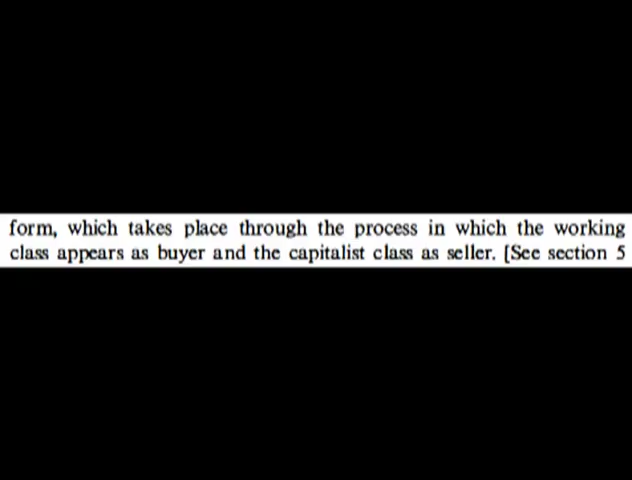 form, which takes place through the process in which the working
class appears as buyer and the capitalist class as seller. [See section 5